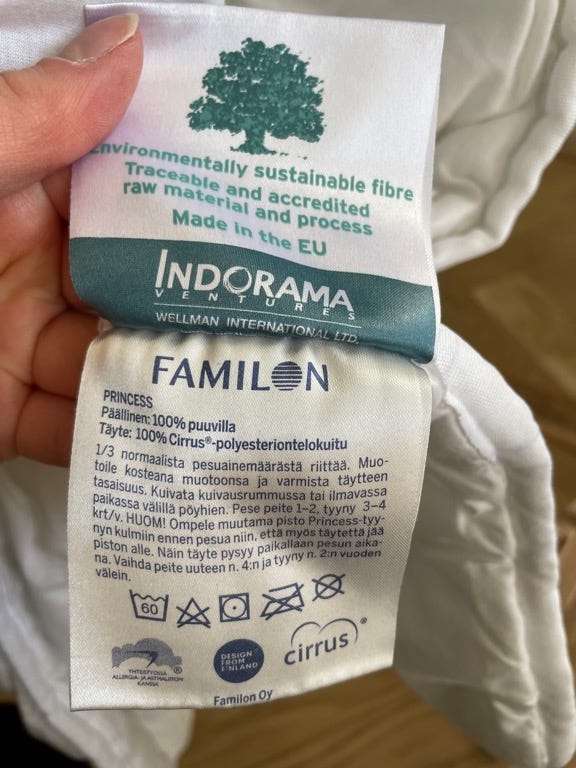 Environmentally sustainable fibre
Traceable and accredited
raw material and process
Made in the EU
INDORAMA
VENTURES
WELLMAN INTERNATIONAL LTD.
FAMILON
PRINCESS
Päällinen: 100% puuvilla
Täyte: 100% Cirrus®-polyesteriontelokuitu
1/3 normaalista pesuainemäärästä riittää. Muo-
toile kosteana muotoonsa ja varmista täytteen
tasaisuus. Kuivata kuivausrummussa tai ilmavassa
paikassa välillä pöyhien. Pese peite 1–2, tyyny 3–4
krt/v. HUOM! Ompele muutama pisto Princess-tyy-
nyn kulmiin ennen pesua niin, että myös täytettä jää
piston alle. Näin täyte pysyy paikallaan pesun aika-
na. Vaihda peite uuteen n. 4:n ja tyyny n. 2:n vuoden
välein.
60
YHTEISTYÖSSÄ
ALLERGIA- JA ASTMALIITON
KANSSA
DESIGN
FROM
FINLAND
cirrus®
Familon Oy